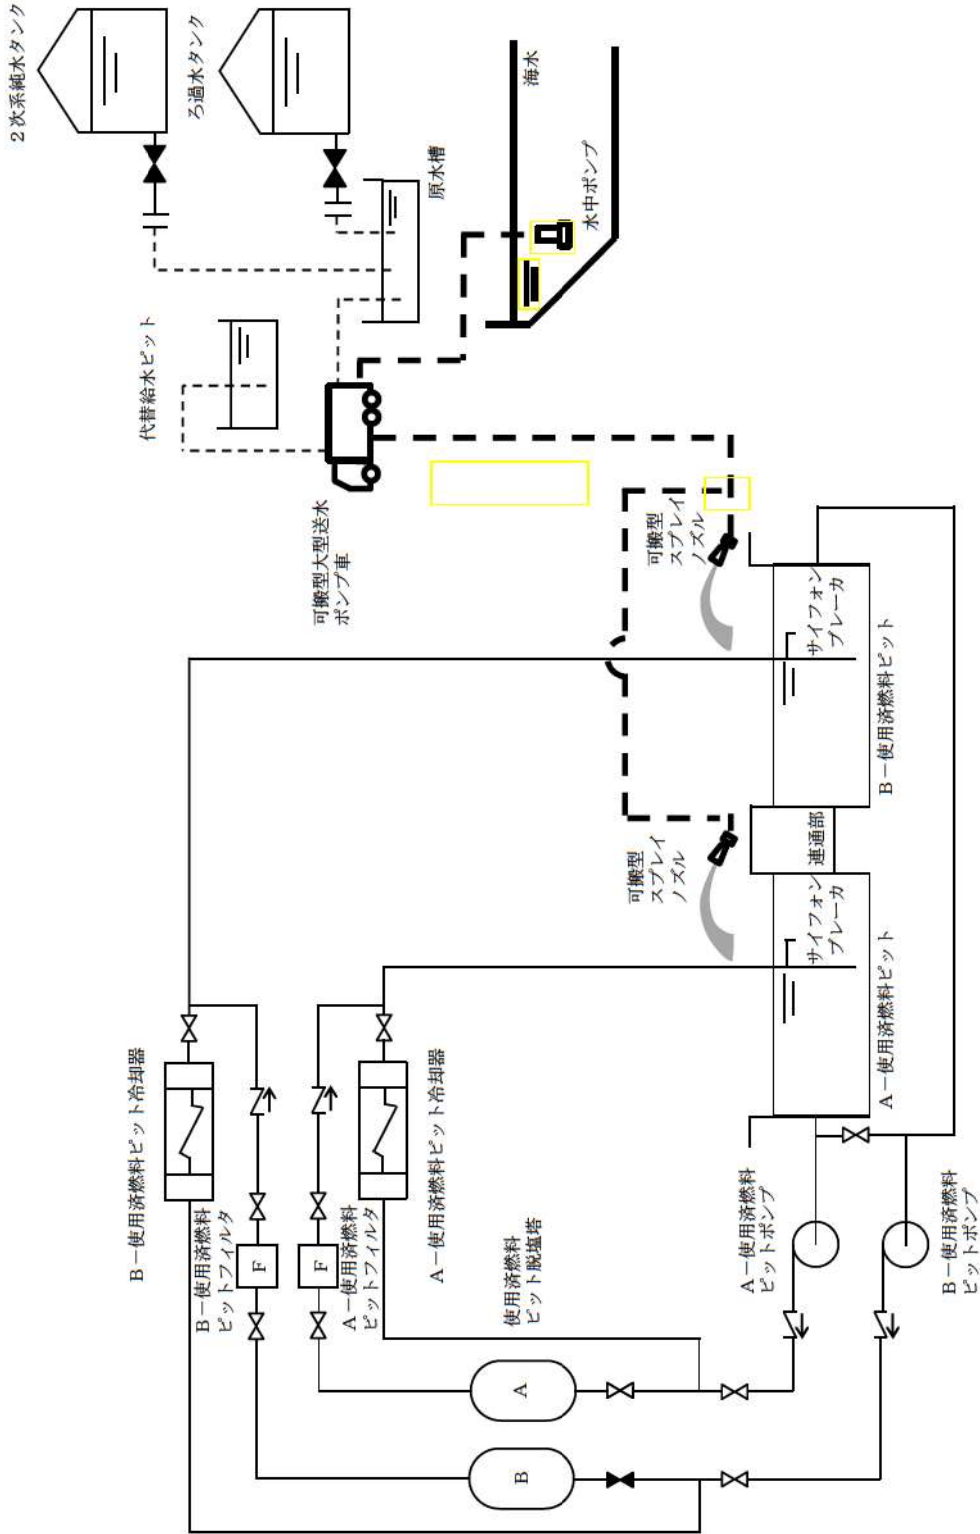 2次系純水タンク
ろ過水タンク
原水槽
海水
水中ポンプ
代替給水ピット
可搬型大型送水
ポンプ車
可搬型
スプレイ
ノズル
可搬型
スプレイ
ノズル
サイフォン
ブレーカ
B-使用済燃料ピット
連通部
サイフォン
ブレーカ
A-使用済燃料ピット
B-使用済燃料ピット冷却器
B-使用済燃料
ピットフィルタ
F
F
A-使用済燃料
ピットフィルタ
A-使用済燃料ピット冷却器
使用済燃料
ピット脱塩塔
A
B
A-使用済燃料
ピットポンプ
B-使用済燃料
ピットポンプ